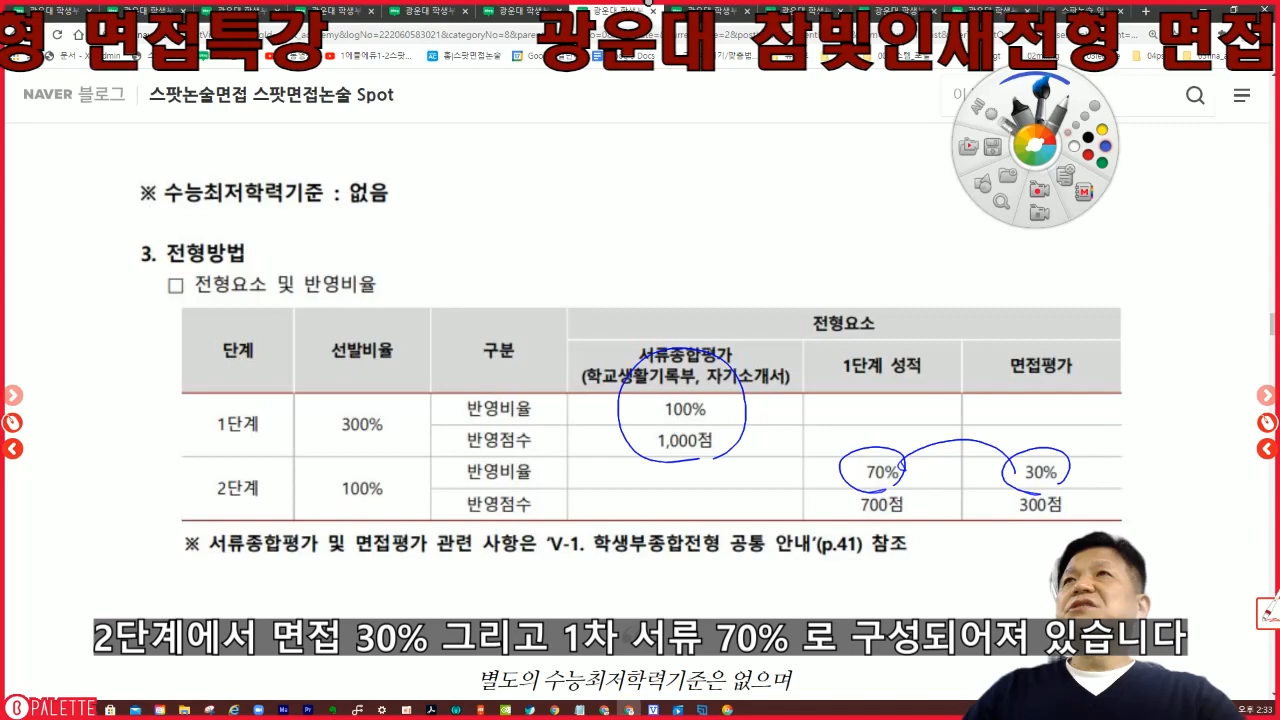 형 면접특강 광운대 참빛인재전형 면접
NAVER 블로그 스팟논술면접 스팟면접논술 Spot
※ 수능최저학력기준 : 없음
3. 전형방법
□ 전형요소 및 반영비율
단계 선발비율 구분 전형요소
서류종합평가 (학교생활기록부, 자기소개서) 1단계 성적 면접평가
1단계 300% 반영비율 100%
반영점수 1,000점
2단계 100% 반영비율 70% 30%
반영점수 700점 300점
※ 서류종합평가 및 면접평가 관련 사항은 'V-1. 학생부종합전형 공통 안내'(p.41) 참조
2단계에서 면접 30% 그리고 1차 서류 70% 로 구성되어져 있습니다
별도의 수능최저학력기준은 없으며
PALETTE
오후 2:33